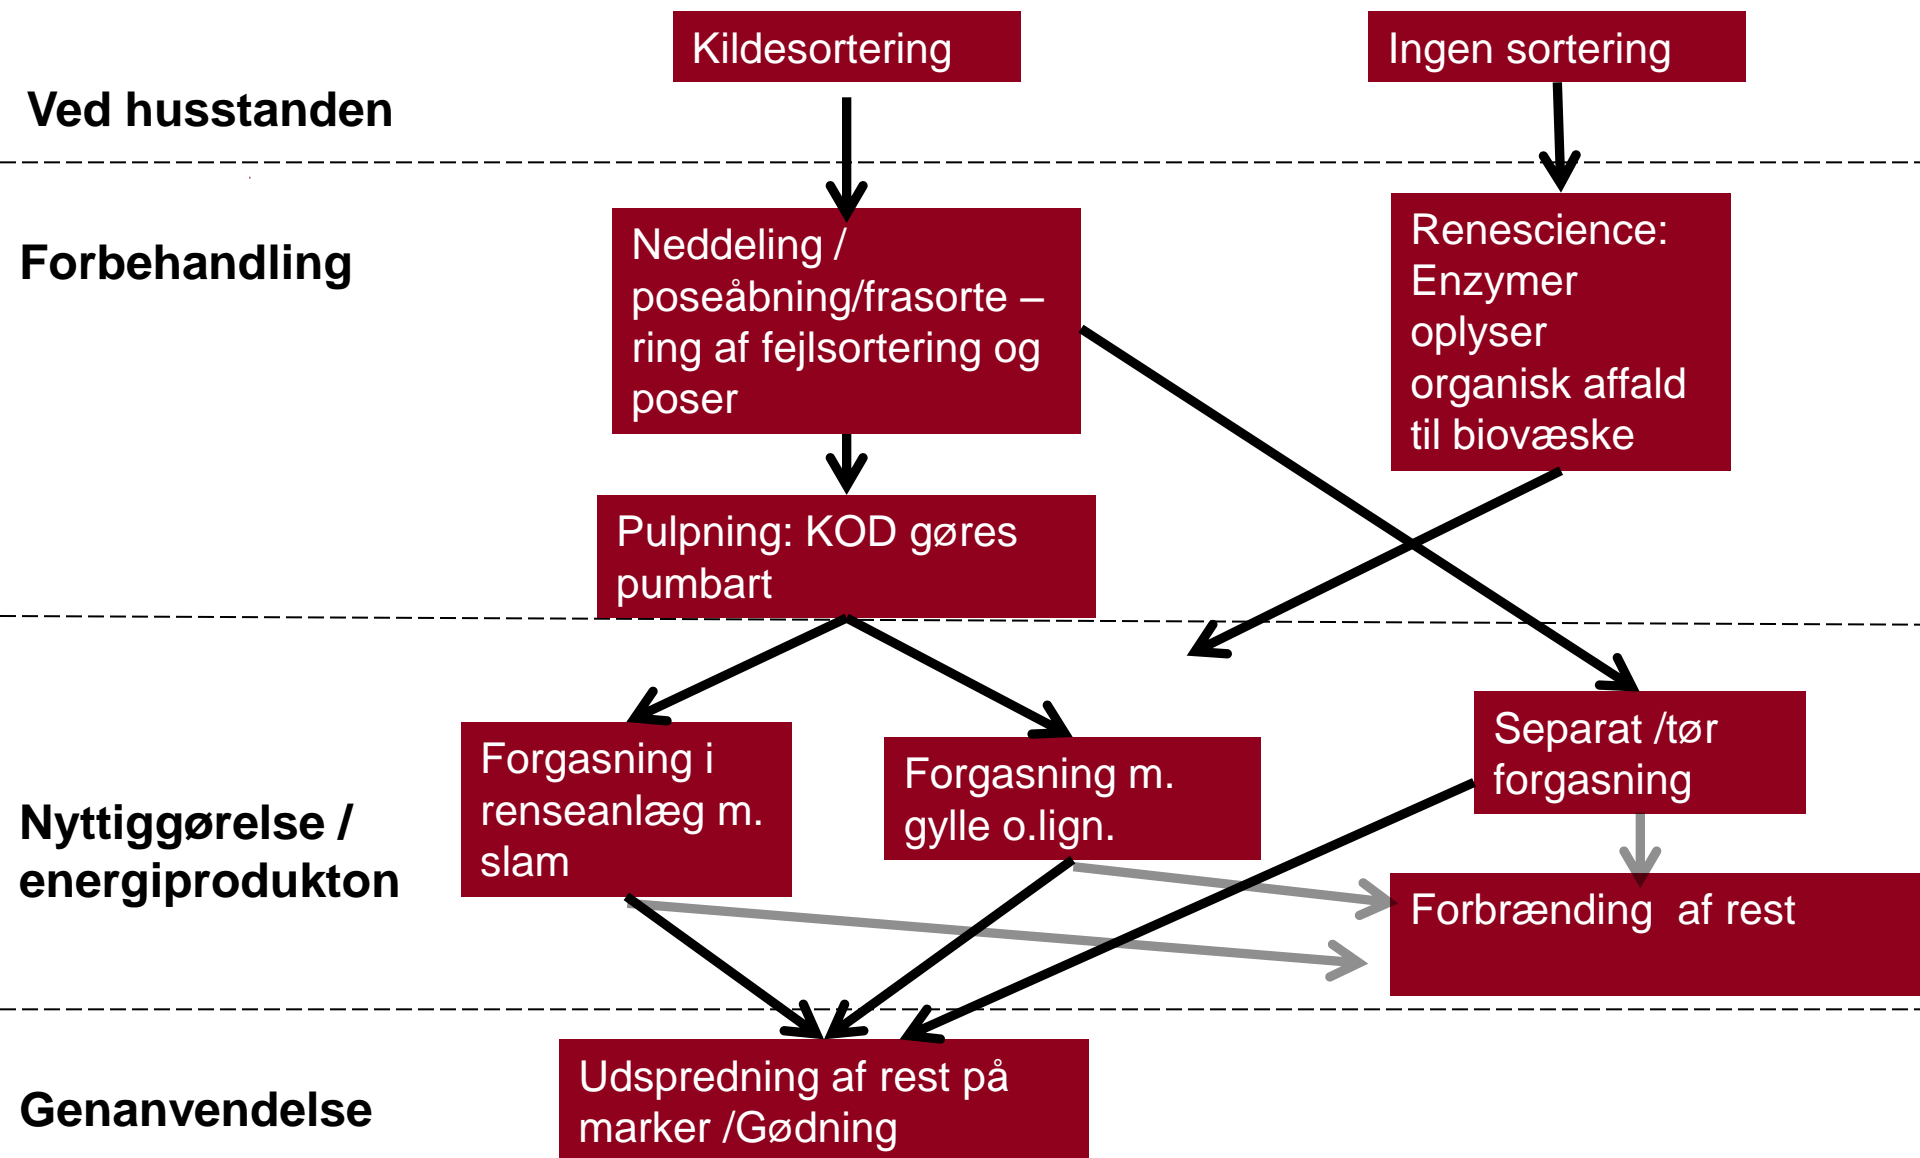 Kildesortering
Ingen sortering
Ved husstanden
Forbehandling
Neddeling /
poseåbning/frasorte –
ring af fejlsortering og
poser
Renescience:
Enzymer
oplyser
organisk affald
til biovæske
Pulpning: KOD gøres
pumbart
Nyttiggørelse /
energiprodukton
Forgasning i
renseanlæg m.
slam
Forgasning m.
gylle o.lign.
Separat /tør
forgasning
Forbrænding  af rest
Genanvendelse
Udspredning af rest på
marker /Gødning